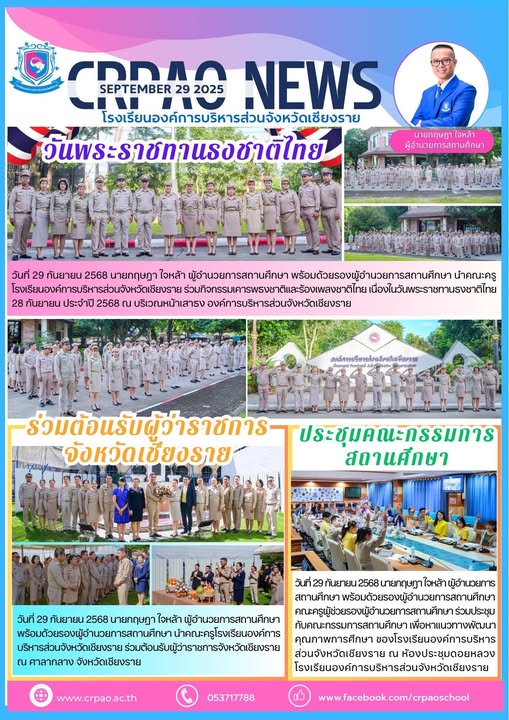 CRPAO NEWS
SEPTEMBER 29 2025
โรงเรียนองค์การบริหารส่วนจังหวัดเชียงราย
นายกฤษฎา ใจหล้า
ผู้อำนวยการสถานศึกษา
วันพระราชทานธงชาติไทย
วันที่ 29 กันยายน 2568 นายกฤษฎา ใจหล้า ผู้อำนวยการสถานศึกษา พร้อมด้วยรองผู้อำนวยการสถานศึกษา นำคณะครู
โรงเรียนองค์การบริหารส่วนจังหวัดเชียงราย ร่วมกิจกรรมเคารพธงชาติและร้องเพลงชาติไทย เนื่องในวันพระราชทานธงชาติไทย
28 กันยายน ประจำปี 2568 ณ บริเวณหน้าเสาธง องค์การบริหารส่วนจังหวัดเชียงราย
องค์การบริหารส่วนจังหวัดเชียงราย
ร่วมต้อนรับผู้ว่าราชการ
จังหวัดเชียงราย
วันที่ 29 กันยายน 2568 นายกฤษฎา ใจหล้า ผู้อำนวยการสถานศึกษา
พร้อมด้วยรองผู้อำนวยการสถานศึกษา นำคณะครูโรงเรียนองค์การ
บริหารส่วนจังหวัดเชียงราย ร่วมต้อนรับผู้ว่าราชการจังหวัดเชียงราย
ณ ศาลากลาง จังหวัดเชียงราย
ประชุมคณะกรรมการ
สถานศึกษา
วันที่ 29 กันยายน 2568 นายกฤษฎา ใจหล้า ผู้อำนวยการ
สถานศึกษา พร้อมด้วยรองผู้อำนวยการสถานศึกษา
คณะครูผู้ช่วยรองผู้อำนวยการสถานศึกษา ร่วมประชุม
กับคณะกรรมการสถานศึกษา เพื่อหาแนวทางพัฒนา
คุณภาพการศึกษา ของโรงเรียนองค์การบริหาร
ส่วนจังหวัดเชียงราย ณ ห้องประชุมดอยหลวง
โรงเรียนองค์การบริหารส่วนจังหวัดเชียงราย
www.crpao.ac.th
053717788
www.facebook.com/crpaoschool